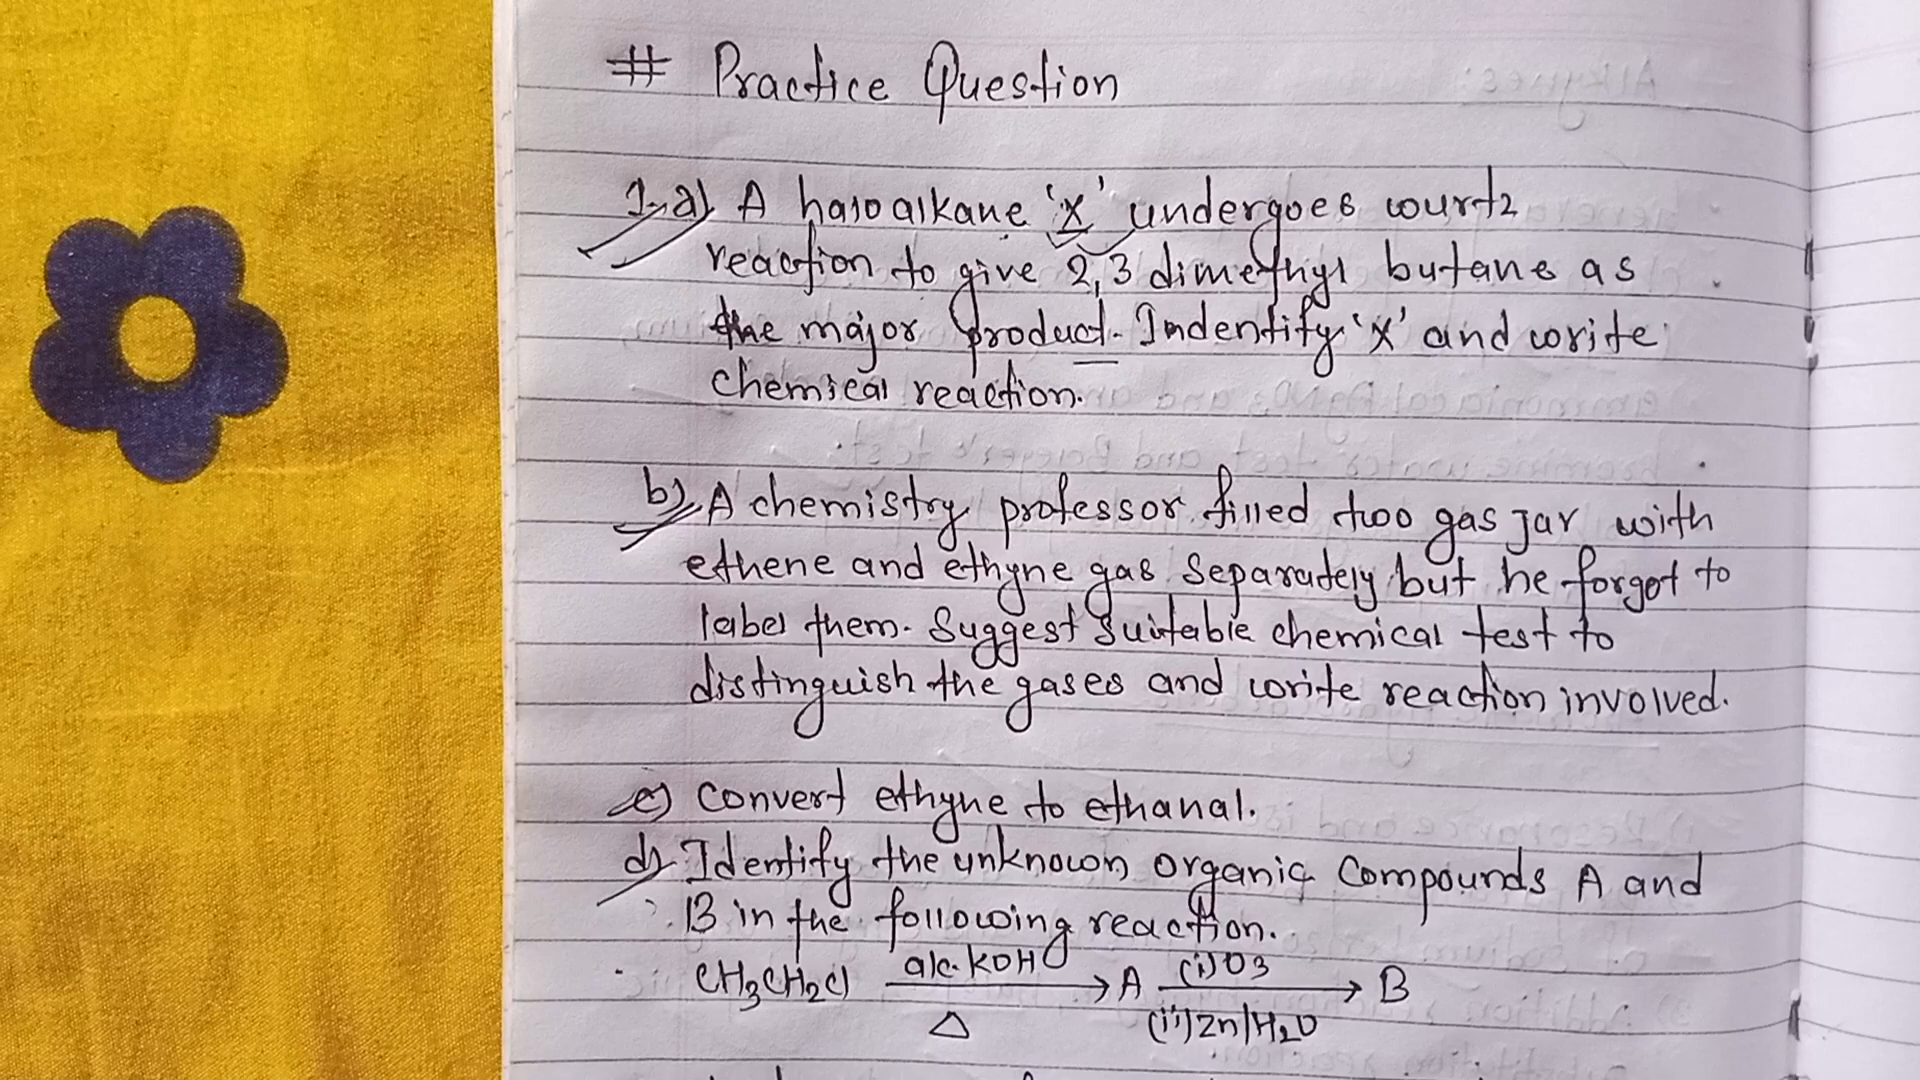 # Practice Question
1.a) A haloalkane 'X' undergoes wurtz
reaction to give 2,3 dimethyl butane as
the major product. Indentify 'X' and write
chemical reaction.
b) A chemistry professor filled two gas jar with
ethene and ethyne gas separately but he forgot to
label them. Suggest suitable chemical test to
distinguish the gases and write reaction involved.
c) Convert ethyne to ethanal.
d) Identify the unknown organic compounds A and
B in the following reaction.
CH3CH2Cl alc. KOH → A (i) O3 → B
Δ (ii) Zn/H2O